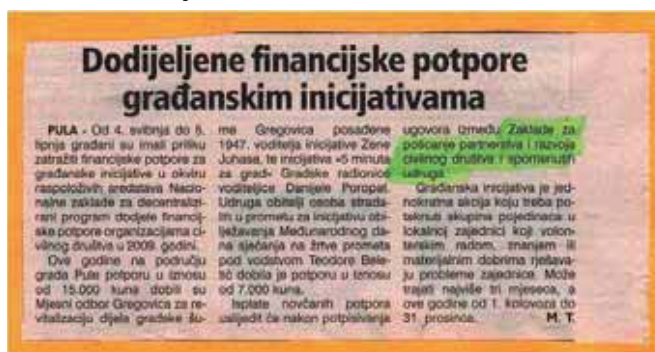 Dodijeljene financijske potpore
građanskim inicijativama
PULA - Od 4. svibnja do 5.
lipnja građani su imali priliku
zatražiti financijske potpore za
građanske inicijative u okviru
raspoloživih sredstava Nacio-
nalne zaklade za decentralizi-
rani program dodjele financij-
ske potpore organizacijama ci-
vilnog društva u 2009. godini.
Ove godine na području
grada Pule potporu u iznosu
od 15.000 kuna dobili su
Mjesni odbor Gregovica za re-
vitalizaciju dijela gradske šu-
me Gregovica posađene
1947. voditelja inicijative Zene
Juhasa, te inicijativa »5 minuta
za grad« Gradske radionice
voditeljice Danijele Poropat.
Udruga obitelji osoba strada-
lih u prometu za inicijativu obi-
lježavanja Međunarodnog da-
na sjećanja na žrtve prometa
pod vodstvom Teodore Bele-
tić dobila je potporu u iznosu
od 7.000 kuna.
Isplate novčanih potpora
uslijedit će nakon potpisivanja
ugovora između Zaklade za
poticanje partnerstva i razvoja
civilnog društva i spomenutih
udruga.
Građanska inicijativa je jed-
nokratna akcija koju treba po-
taknuti skupina pojedinaca u
lokalnoj zajednici koji volon-
terskim radom, znanjem ili
materijalnim dobrima rješava-
ju probleme zajednice. Može
trajati najviše tri mjeseca, a
ove godine od 1. kolovoza do
31. prosinca. M. T.